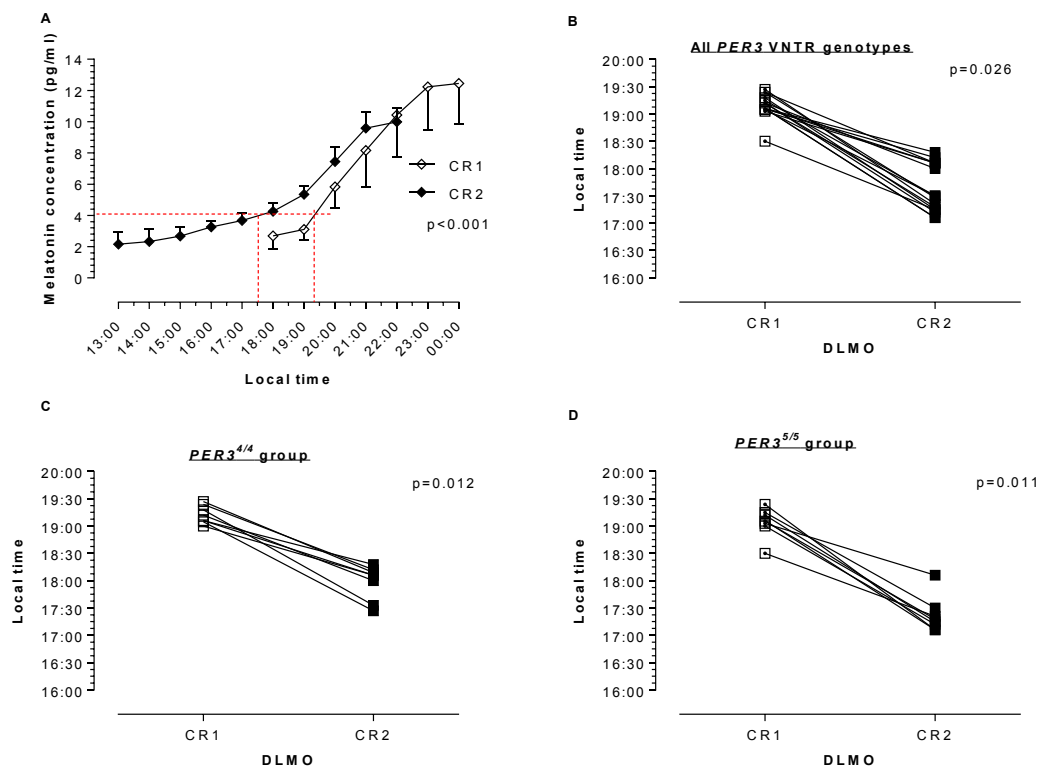 A
Melatonin concentration (pg/ml)
14
12
10
8
6
4
2
0
CR1
CR2
p<0.001
13:00
14:00
15:00
16:00
17:00
18:00
19:00
20:00
21:00
22:00
23:00
00:00
Local time
B
All PER3 VNTR genotypes
p=0.026
Local time
20:00
19:30
19:00
18:30
18:00
17:30
17:00
16:30
16:00
CR1
CR2
DLMO
C
PER3^4/4 group
p=0.012
Local time
20:00
19:30
19:00
18:30
18:00
17:30
17:00
16:30
16:00
CR1
CR2
DLMO
D
PER3^5/5 group
p=0.011
Local time
20:00
19:30
19:00
18:30
18:00
17:30
17:00
16:30
16:00
CR1
CR2
DLMO